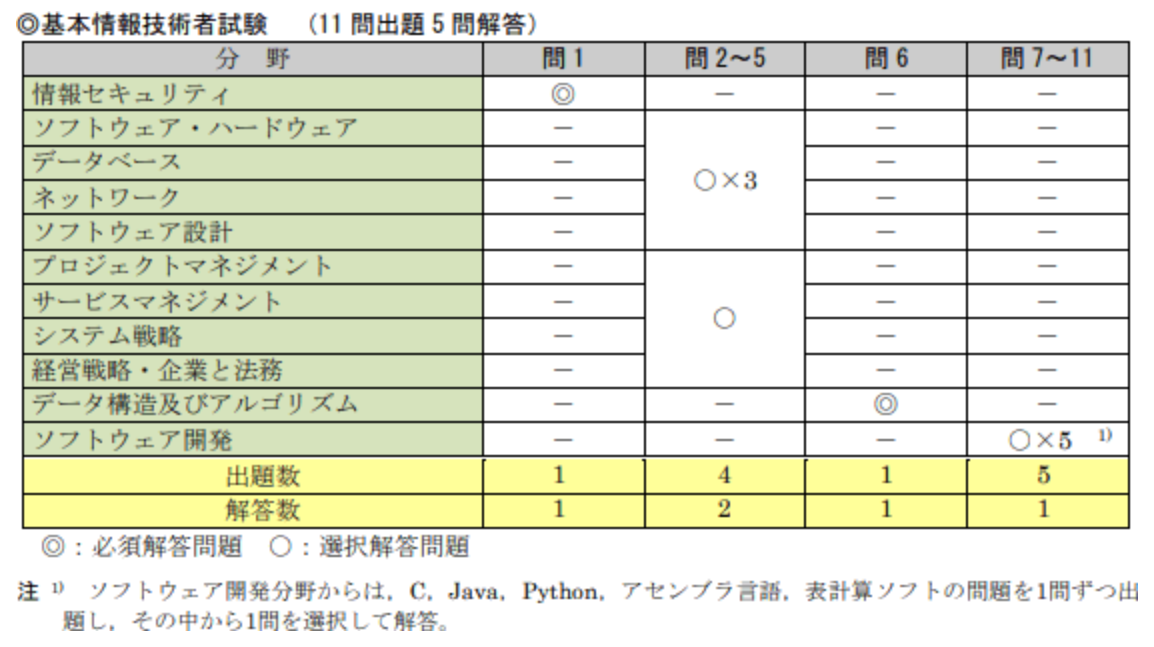 ◎基本情報技術者試験 (11問出題5問解答)
分 野 問1 問2～5 問6 問7～11
情報セキュリティ ◎ － － －
ソフトウェア・ハードウェア － － －
データベース － － －
○×3
ネットワーク － － －
ソフトウェア設計 － － －
プロジェクトマネジメント － － －
サービスマネジメント － － －
○
システム戦略 － － －
経営戦略・企業と法務 － － －
データ構造及びアルゴリズム － － ◎ －
ソフトウェア開発 － － － ○×5 1)
出題数 1 4 1 5
解答数 1 2 1 1
◎：必須解答問題 ○：選択解答問題
注 1) ソフトウェア開発分野からは，C，Java，Python，アセンブラ言語，表計算ソフトの問題を1問ずつ出
題し，その中から1問を選択して解答。